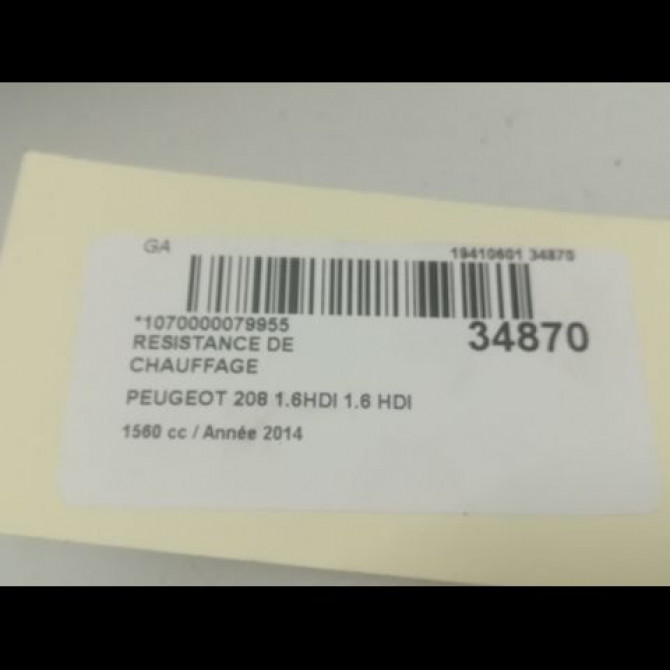 GA
19410601 34870
*1070000079955
34870
RESISTANCE DE
CHAUFFAGE
PEUGEOT 208 1.6HDI 1.6 HDI
1560 cc / Année 2014